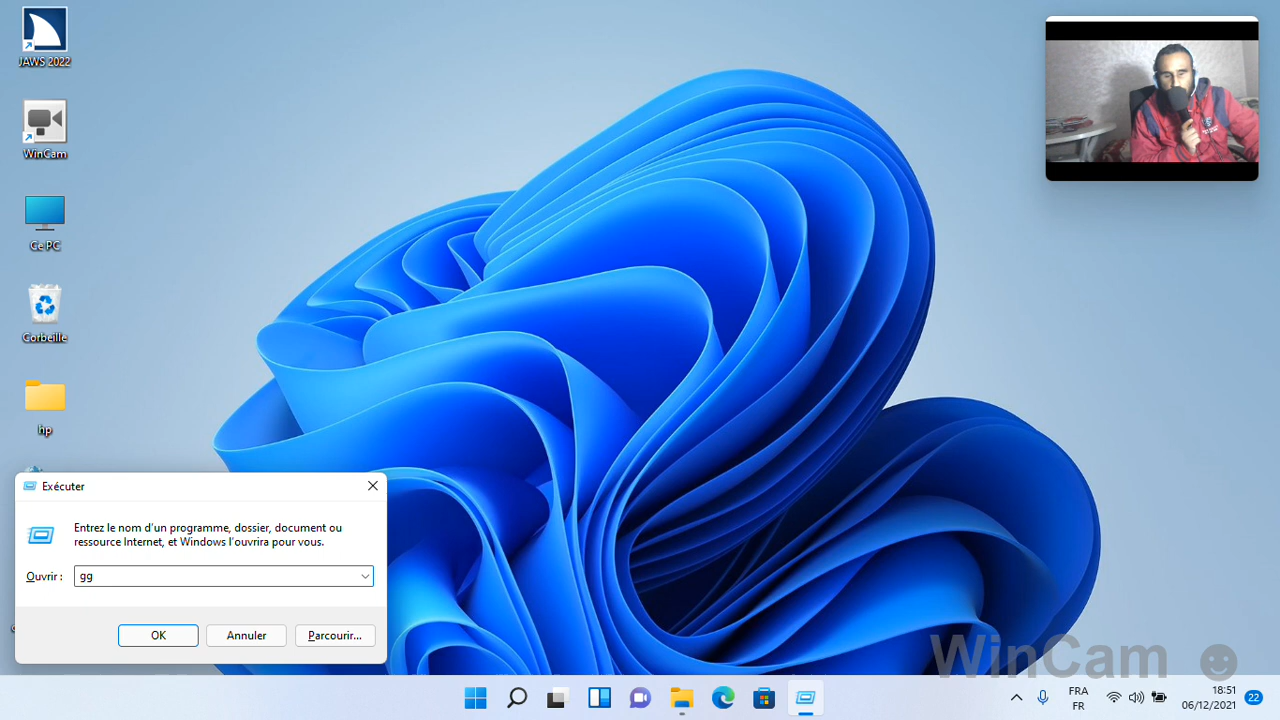 JAWS 2022
WinCam
Ce PC
Corbeille
hp
Exécuter
Entrez le nom d'un programme, dossier, document ou
ressource Internet, et Windows l'ouvrira pour vous.
Ouvrir :
gg
OK
Annuler
Parcourir...
WinCam
FRA
FR
18:51
06/12/2021
22